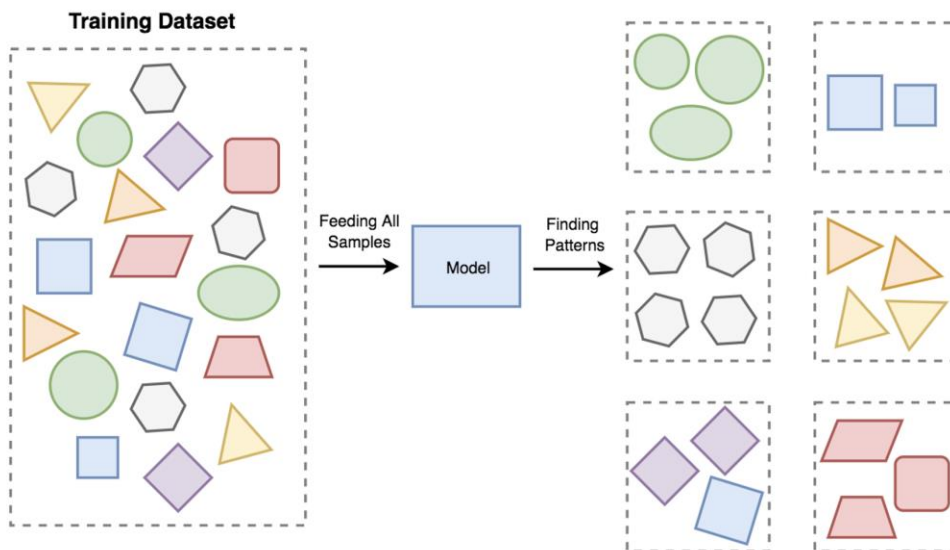 Training Dataset
Feeding All
Samples
Model
Finding
Patterns